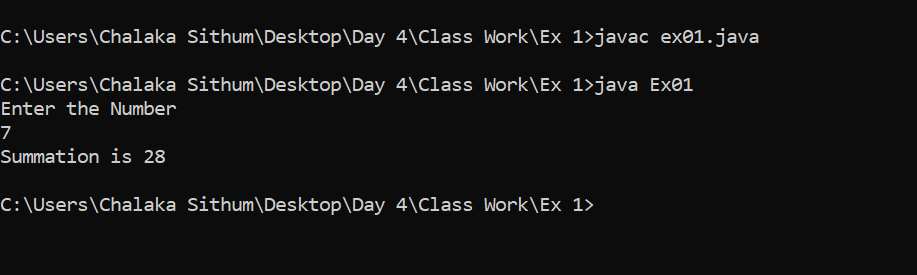 C:\Users\Chalaka Sithum\Desktop\Day 4\Class Work\Ex 1>javac ex01.java
C:\Users\Chalaka Sithum\Desktop\Day 4\Class Work\Ex 1>java Ex01
Enter the Number
7
Summation is 28
C:\Users\Chalaka Sithum\Desktop\Day 4\Class Work\Ex 1>